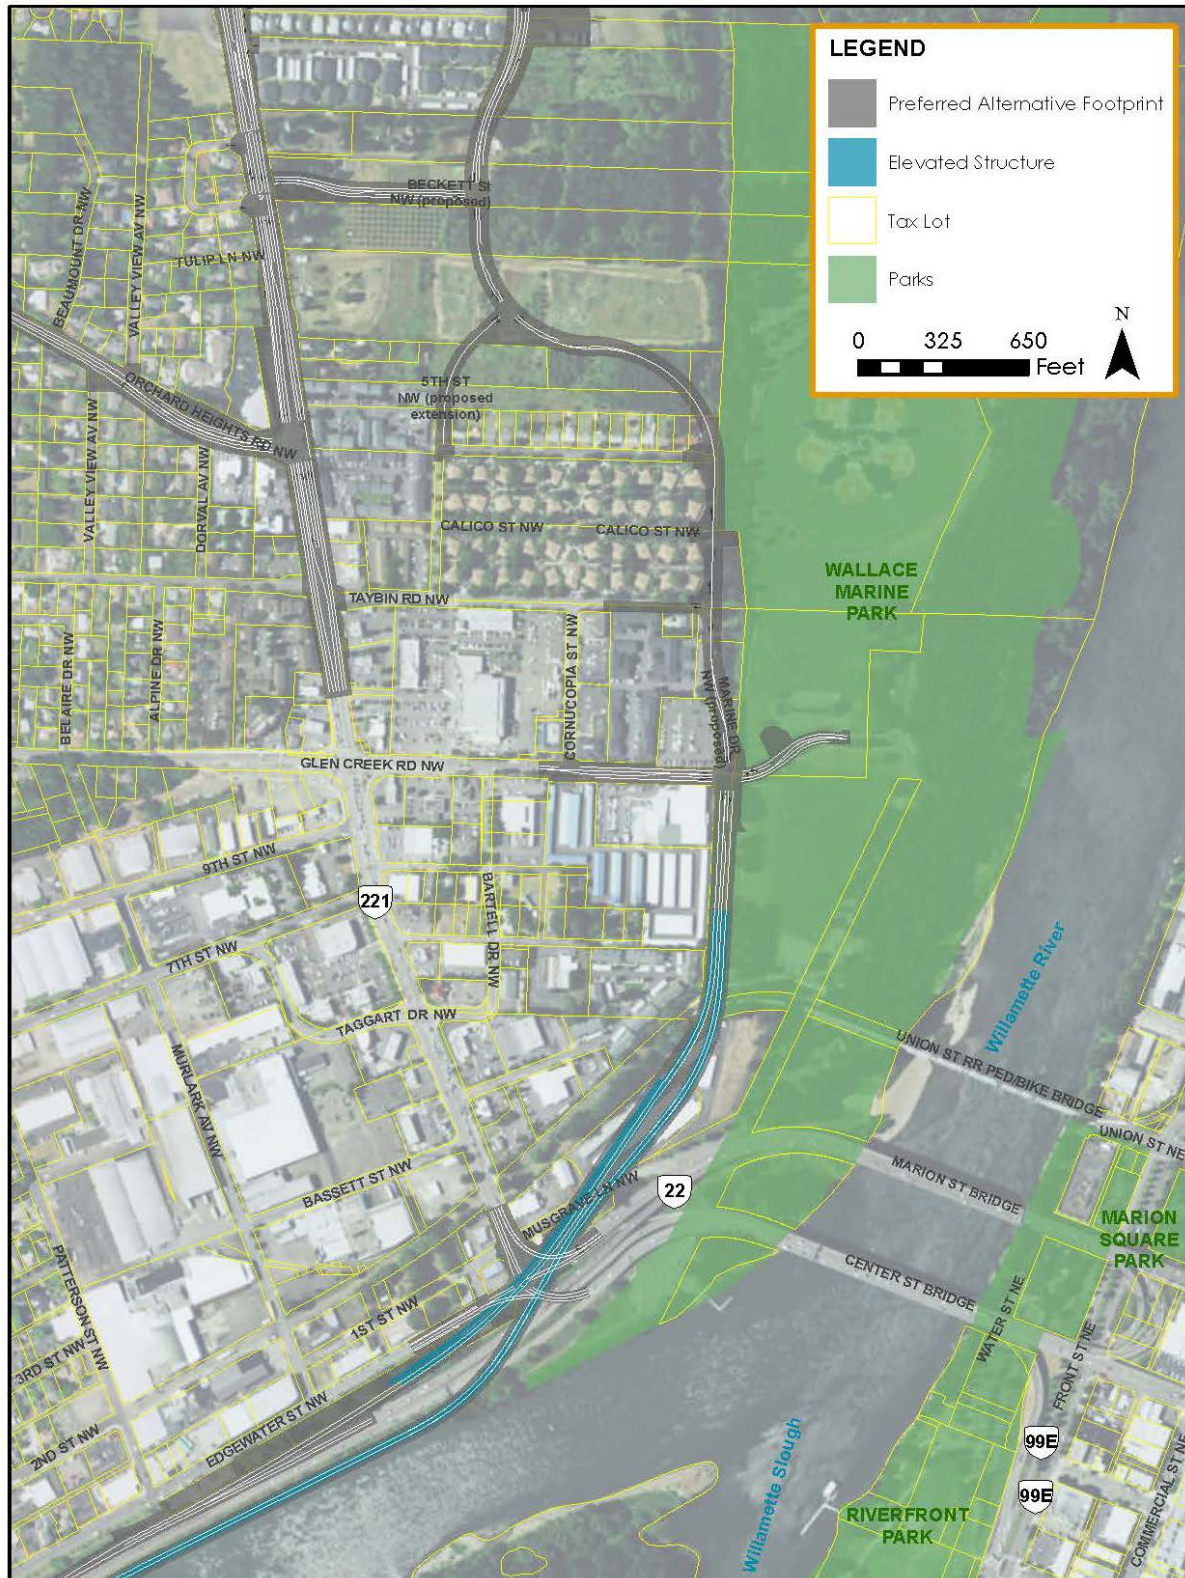 LEGEND
Preferred Alternative Footprint
Elevated Structure
Tax Lot
Parks
0 325 650
Feet
N
BECKETT St
NW (proposed)
BEAUMOUNT DR NW
VALLEY VIEW AV NW
TULIP LN NW
ORCHARD HEIGHTS RD NW
5TH ST
NW (proposed
extension)
VALLEY VIEW AV NW
DORVAL AV NW
CALICO ST NW
CALICO ST NW
WALLACE
MARINE
PARK
TAYBIN RD NW
BELAIRE DR NW
ALPINE DR NW
CORNUCOPIA ST NW
MARINE DR
NW (proposed)
GLEN CREEK RD NW
9TH ST NW
221
BARTELL DR NW
7TH ST NW
TAGGART DR NW
Willamette River
UNION ST RR PED/BIKE BRIDGE
UNION ST NE
MURLARK AV NW
BASSETT ST NW
MUSGRAVE LN NW
22
MARION ST BRIDGE
MARION
SQUARE
PARK
CENTER ST BRIDGE
PATTERSON ST NW
1ST ST NW
WATER ST NE
FRONT ST NE
3RD ST NW
2ND ST NW
EDGEWATER ST NW
99E
99E
Willamette Slough
RIVERFRONT
PARK
COMMERCIAL ST NE